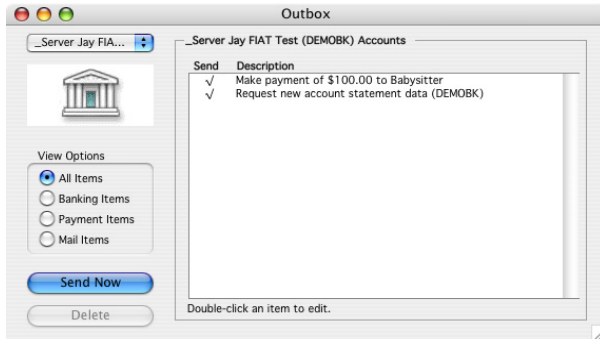 Outbox
_Server Jay FIA...
_Server Jay FIAT Test (DEMOBK) Accounts
Send Description
√ Make payment of $100.00 to Babysitter
√ Request new account statement data (DEMOBK)
View Options
All Items
Banking Items
Payment Items
Mail Items
Send Now
Delete
Double-click an item to edit.